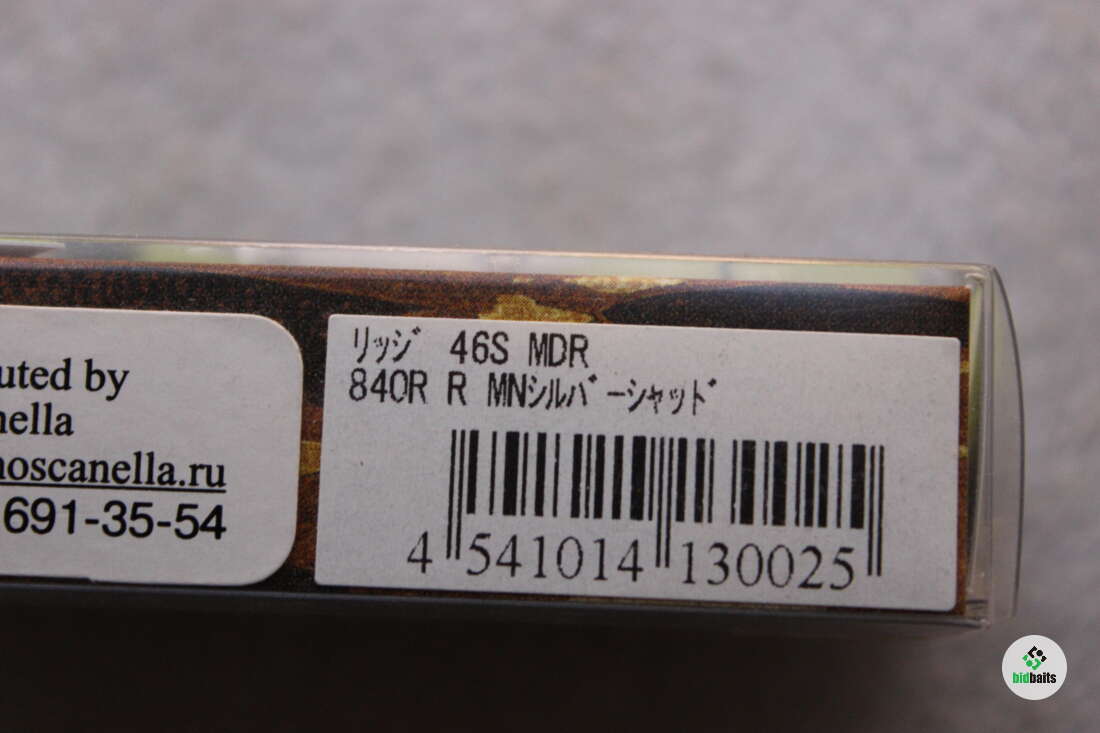 uted by
nella
noscanella.ru
691-35-54
ﾘｯｼﾞ 46S MDR
840R R MNｼﾙﾊﾞｰｼｬｯﾄﾞ
4 541014 130025
bidbaits